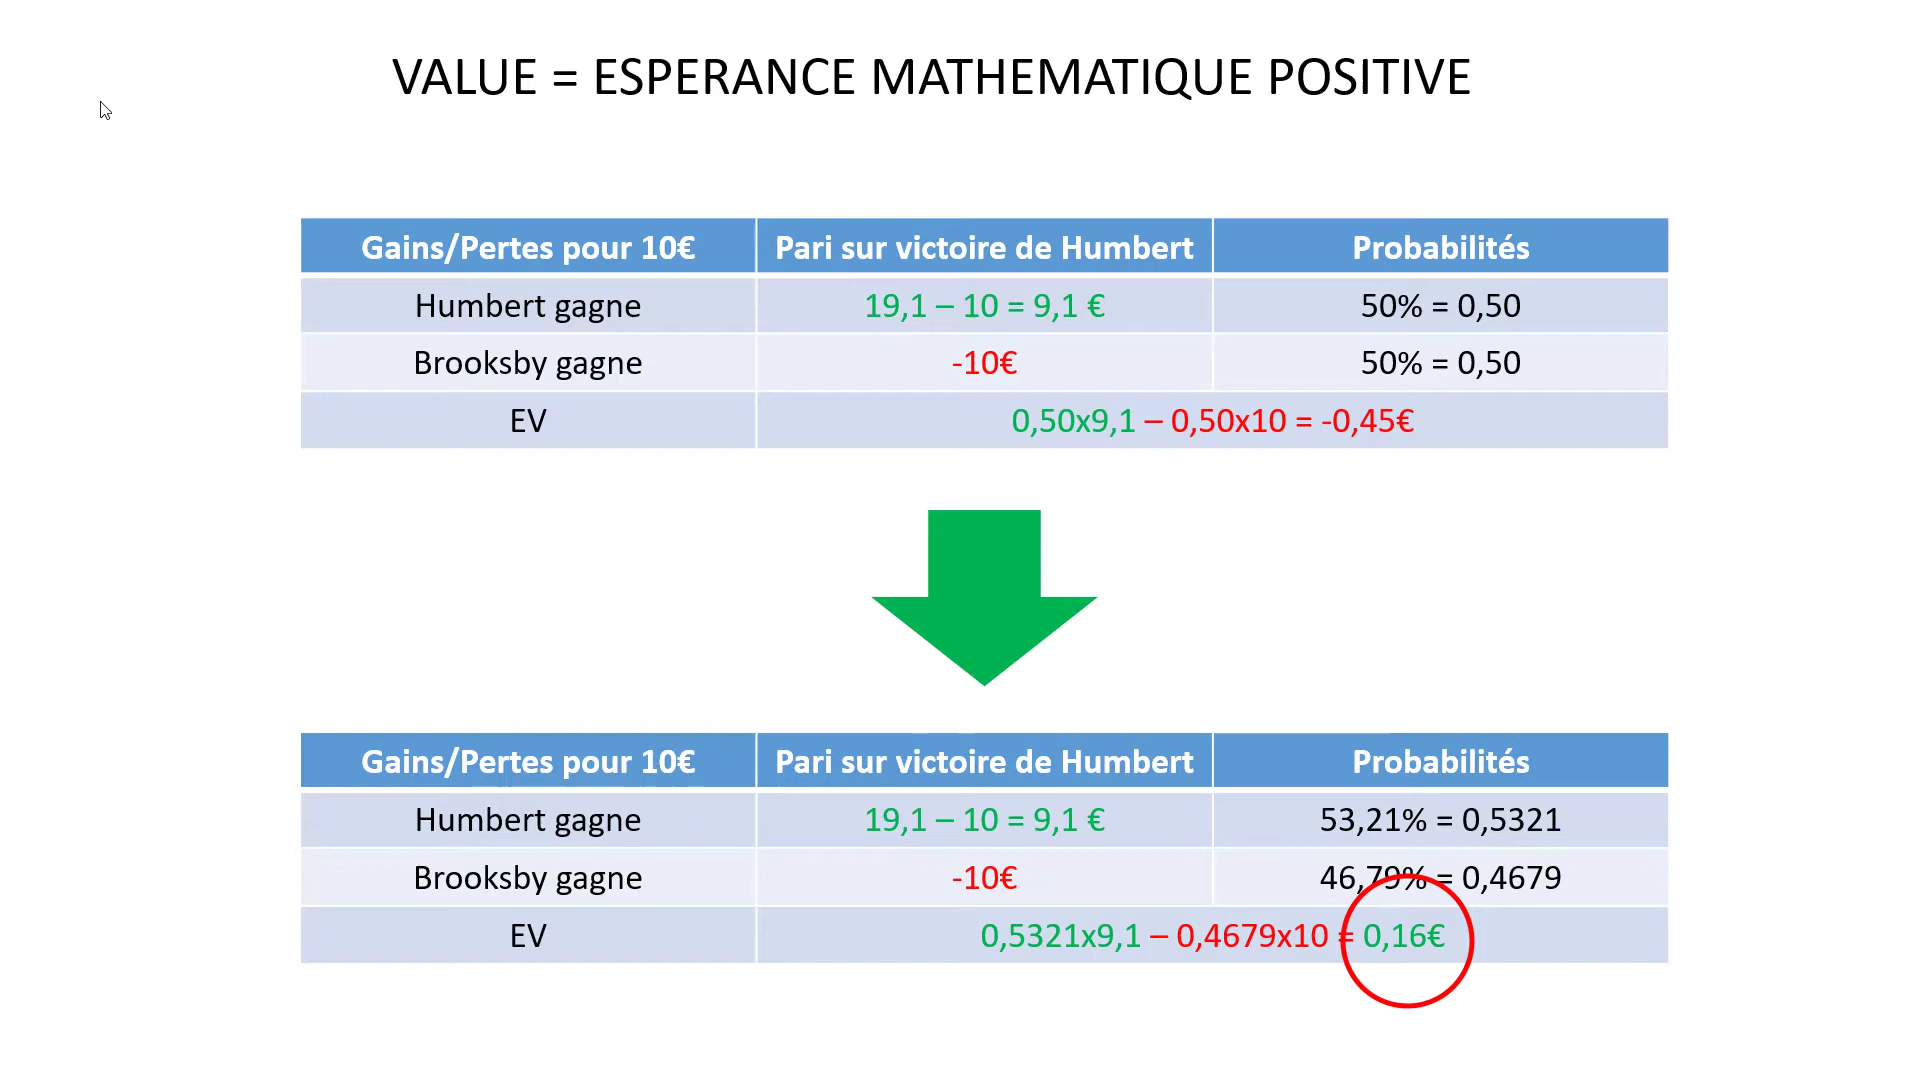 VALUE = ESPERANCE MATHEMATIQUE POSITIVE
Gains/Pertes pour 10€ Pari sur victoire de Humbert Probabilités
Humbert gagne 19,1 – 10 = 9,1 € 50% = 0,50
Brooksby gagne -10€ 50% = 0,50
EV 0,50x9,1 – 0,50x10 = -0,45€
Gains/Pertes pour 10€ Pari sur victoire de Humbert Probabilités
Humbert gagne 19,1 – 10 = 9,1 € 53,21% = 0,5321
Brooksby gagne -10€ 46,79% = 0,4679
EV 0,5321x9,1 – 0,4679x10 = 0,16€